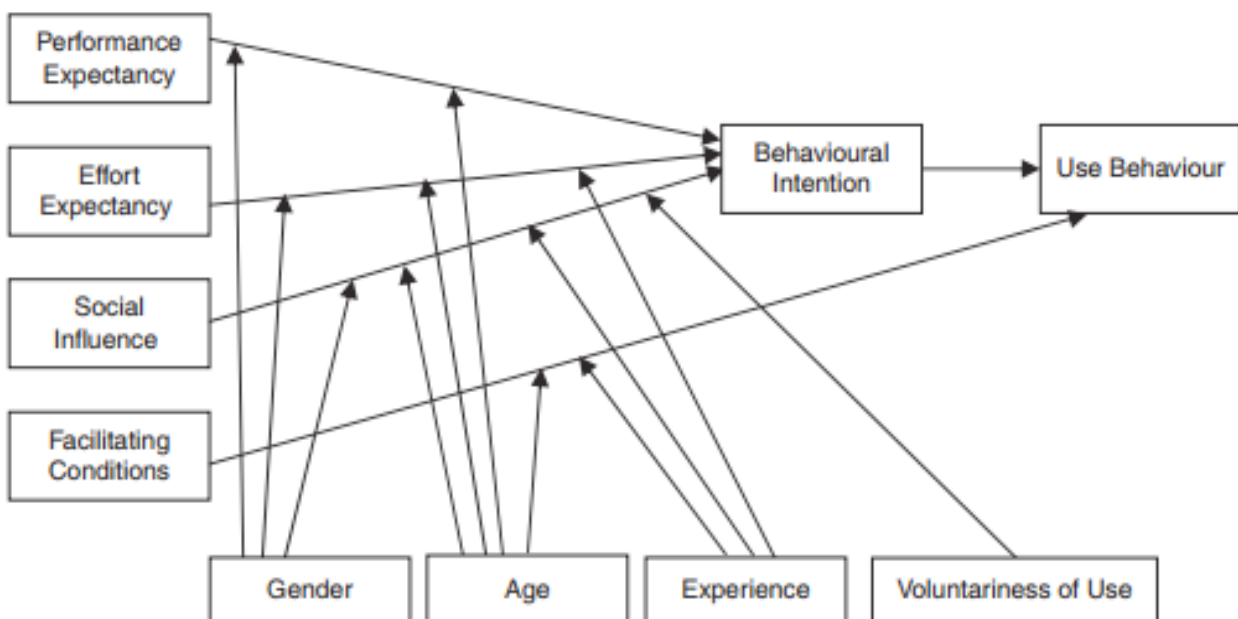 Performance
Expectancy
Effort
Expectancy
Social
Influence
Facilitating
Conditions
Behavioural
Intention
Use Behaviour
Gender
Age
Experience
Voluntariness of Use